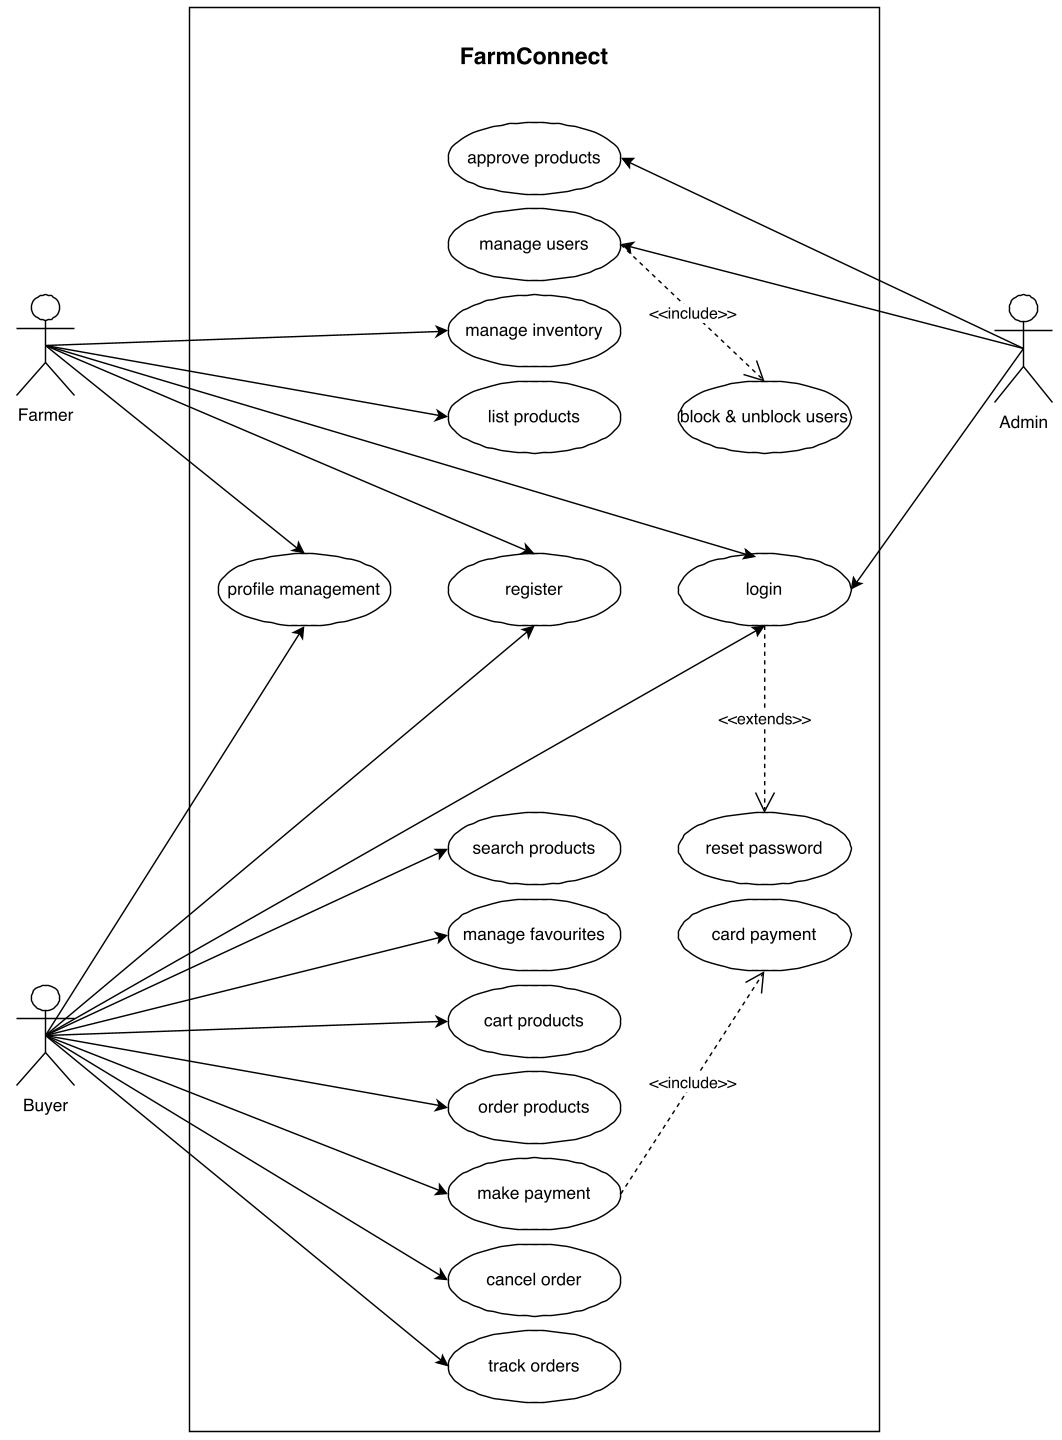 FarmConnect
approve products
manage users
<<include>>
manage inventory
list products
block & unblock users
Farmer
Admin
profile management
register
login
<<extends>>
search products
reset password
manage favourites
card payment
cart products
<<include>>
order products
Buyer
make payment
cancel order
track orders